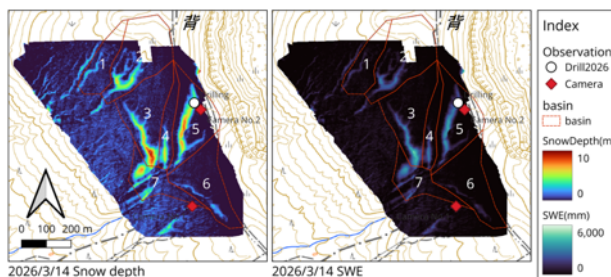 背
1
2
3
4
5
6
7
Camera No.2
0 100 200 m
2026/3/14 Snow depth
背
1
2
3
4
5
6
7
Camera No.2
2026/3/14 SWE
Index
Observation
Drill2026
Camera
basin
basin
SnowDepth(m
10
0
SWE(mm)
6,000
0